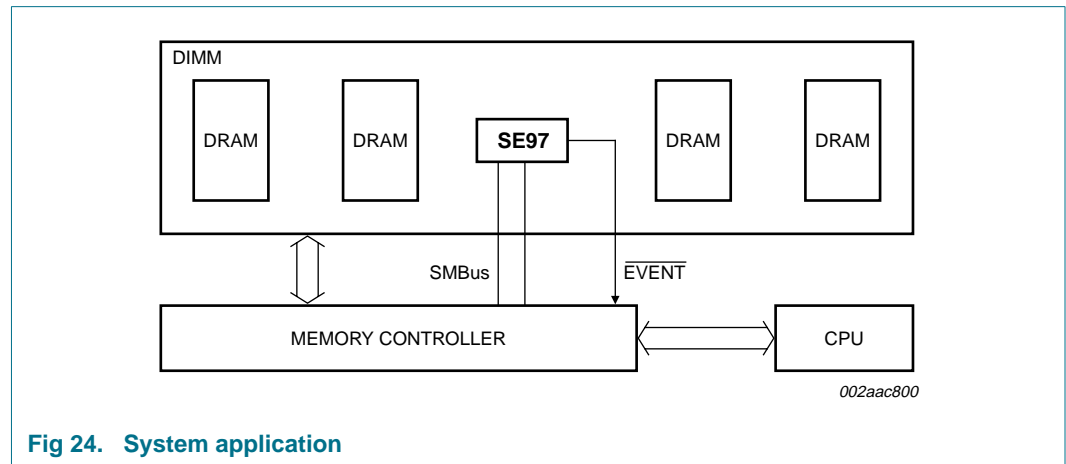 DIMM
DRAM
DRAM
SE97
DRAM
DRAM
SMBus
EVENT
MEMORY CONTROLLER
CPU
002aac800
Fig 24. System application